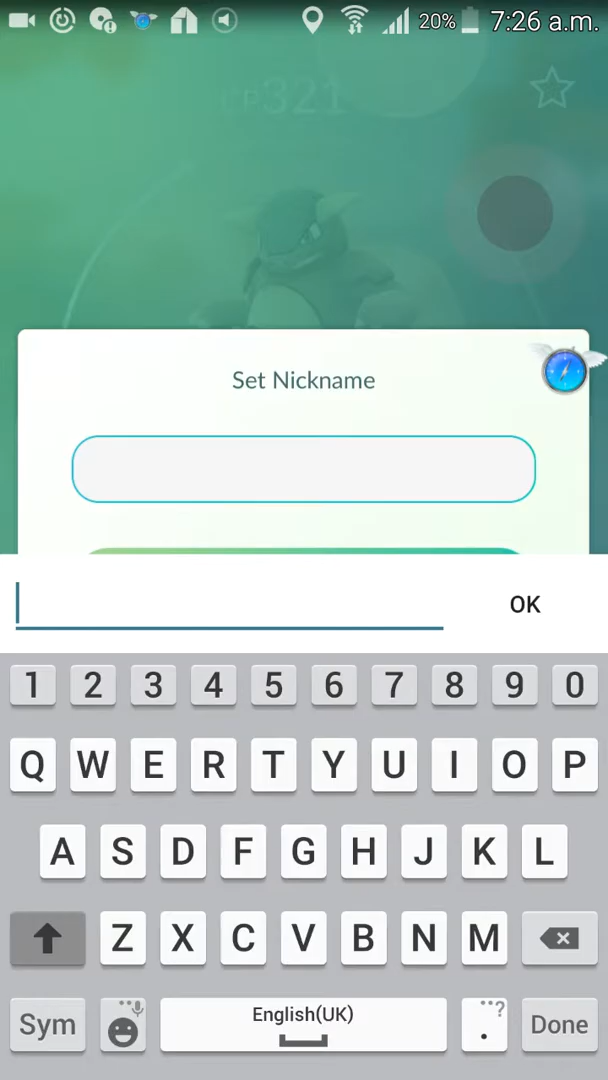 20% 7:26 a.m.
CP321
Set Nickname
OK
1 2 3 4 5 6 7 8 9 0
Q W E R T Y U I O P
A S D F G H J K L
Z X C V B N M
Sym English(UK) . ? Done